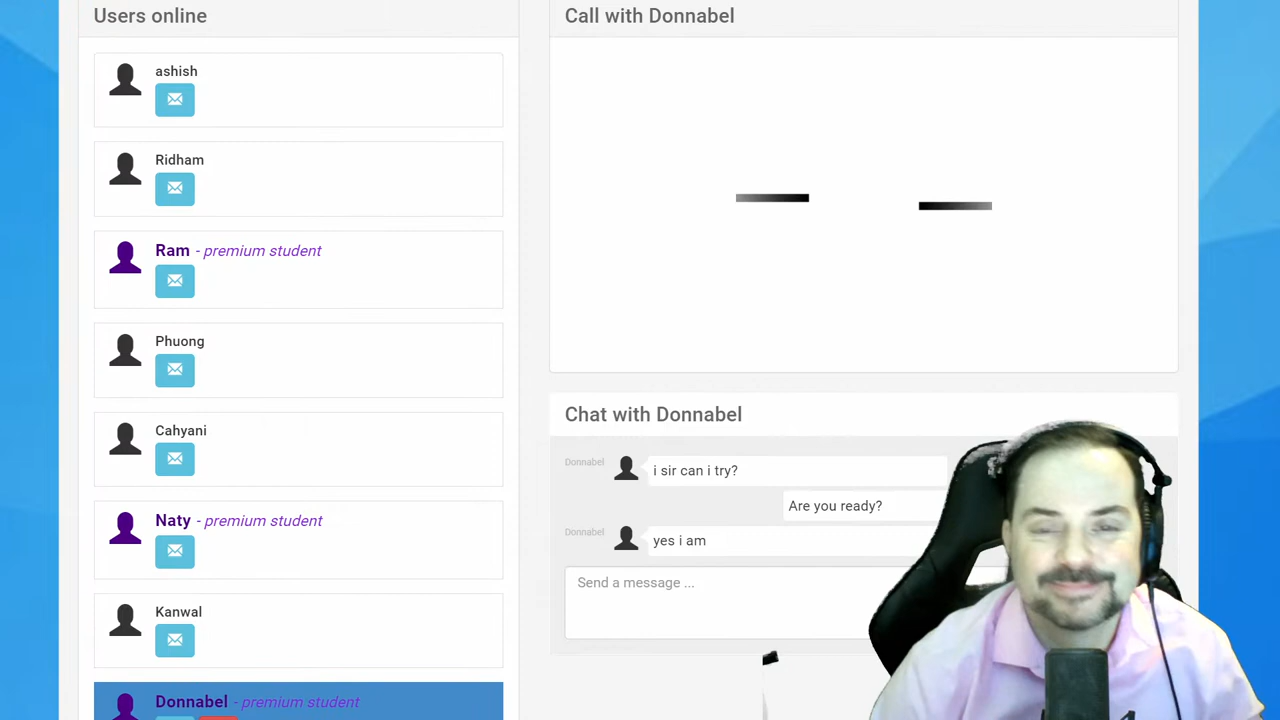 Users online
ashish
Ridham
Ram - premium student
Phuong
Cahyani
Naty - premium student
Kanwal
Donnabel - premium student
Call with Donnabel
Chat with Donnabel
Donnabel
i sir can i try?
Are you ready?
Donnabel
yes i am
Send a message ...